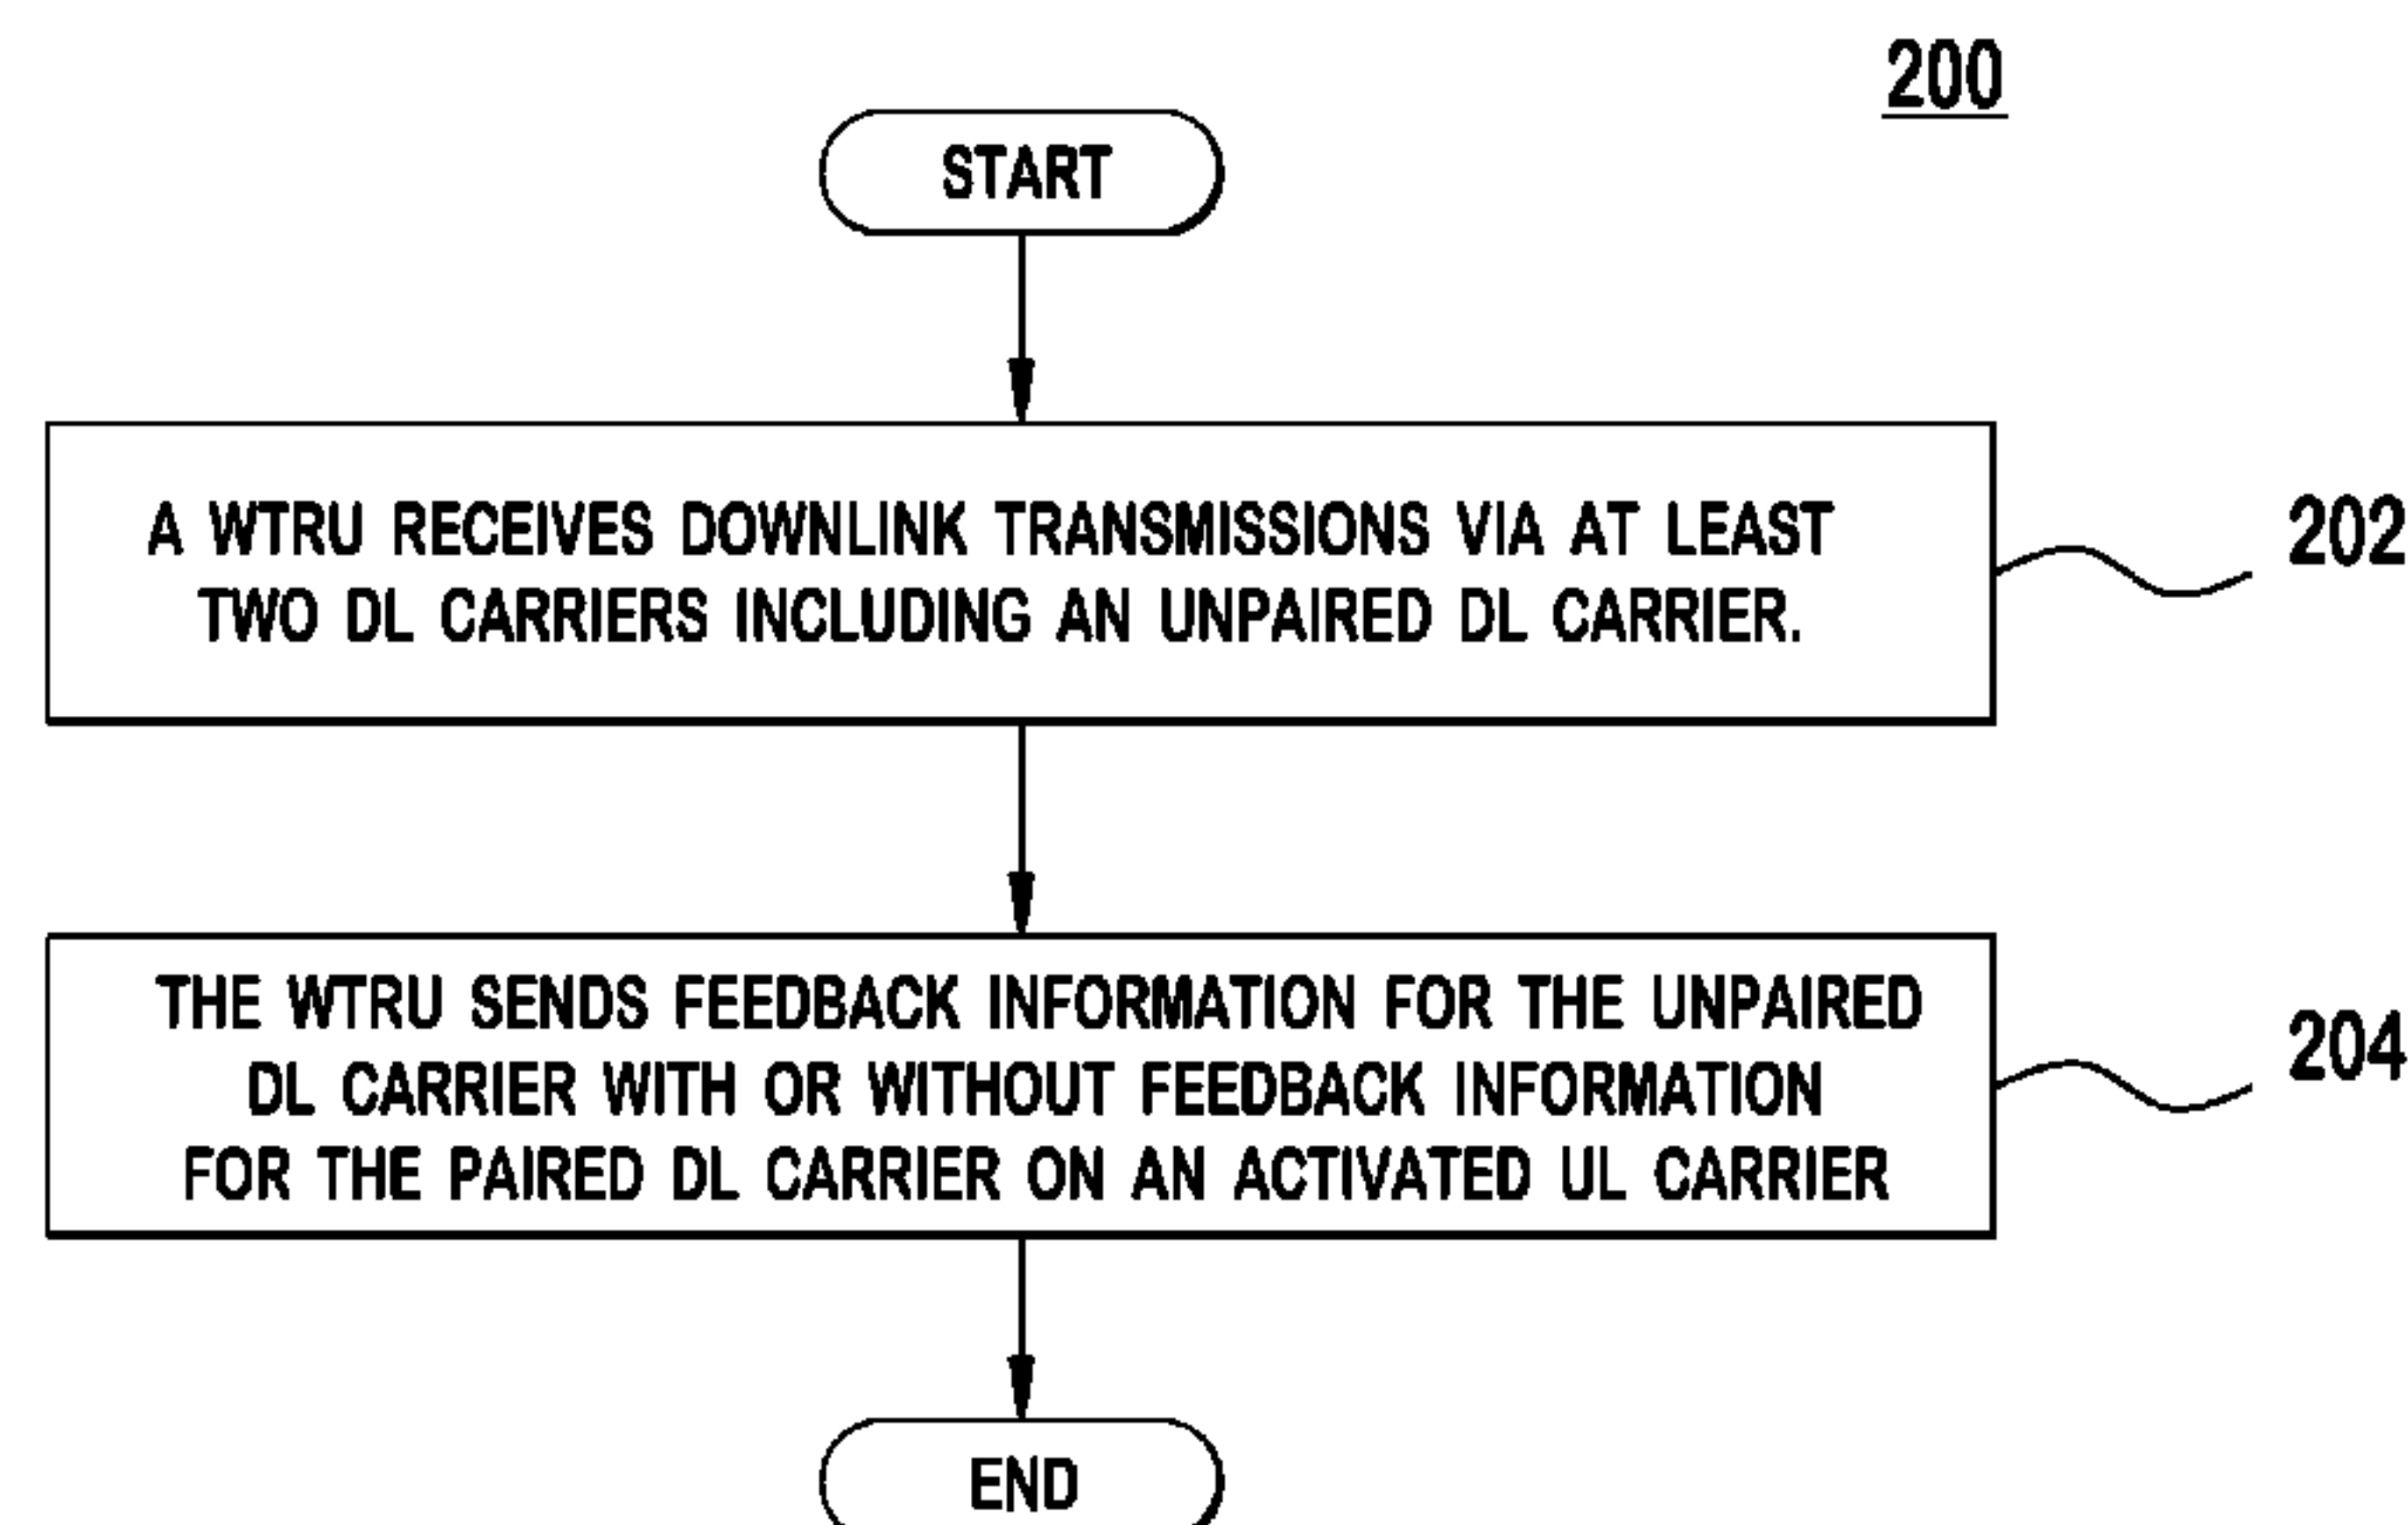 200
START
A WTRU RECEIVES DOWNLINK TRANSMISSIONS VIA AT LEAST
TWO DL CARRIERS INCLUDING AN UNPAIRED DL CARRIER.
202
THE WTRU SENDS FEEDBACK INFORMATION FOR THE UNPAIRED
DL CARRIER WITH OR WITHOUT FEEDBACK INFORMATION
FOR THE PAIRED DL CARRIER ON AN ACTIVATED UL CARRIER
204
END